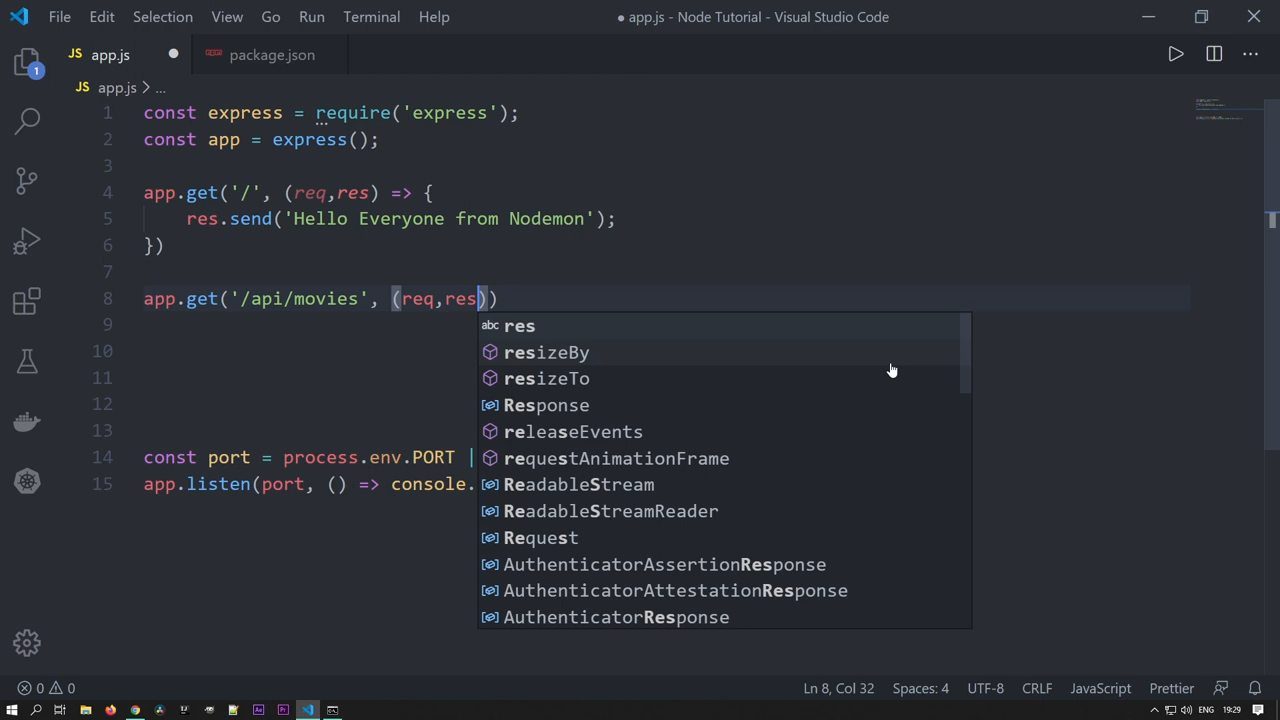 File Edit Selection View Go Run Terminal Help ● app.js - Node Tutorial - Visual Studio Code
JS app.js ● package.json
JS app.js > ...
1 const express = require('express');
2 const app = express();
3
4 app.get('/', (req,res) => {
5 res.send('Hello Everyone from Nodemon');
6 })
7
8 app.get('/api/movies', (req,res))
9
10
11
12
13
14 const port = process.env.PORT |
15 app.listen(port, () => console.
abc res
resizeBy
resizeTo
Response
releaseEvents
requestAnimationFrame
ReadableStream
ReadableStreamReader
Request
AuthenticatorAssertionResponse
AuthenticatorAttestationResponse
AuthenticatorResponse
1
0 0 Ln 8, Col 32 Spaces: 4 UTF-8 CRLF JavaScript Prettier
ENG 19:29